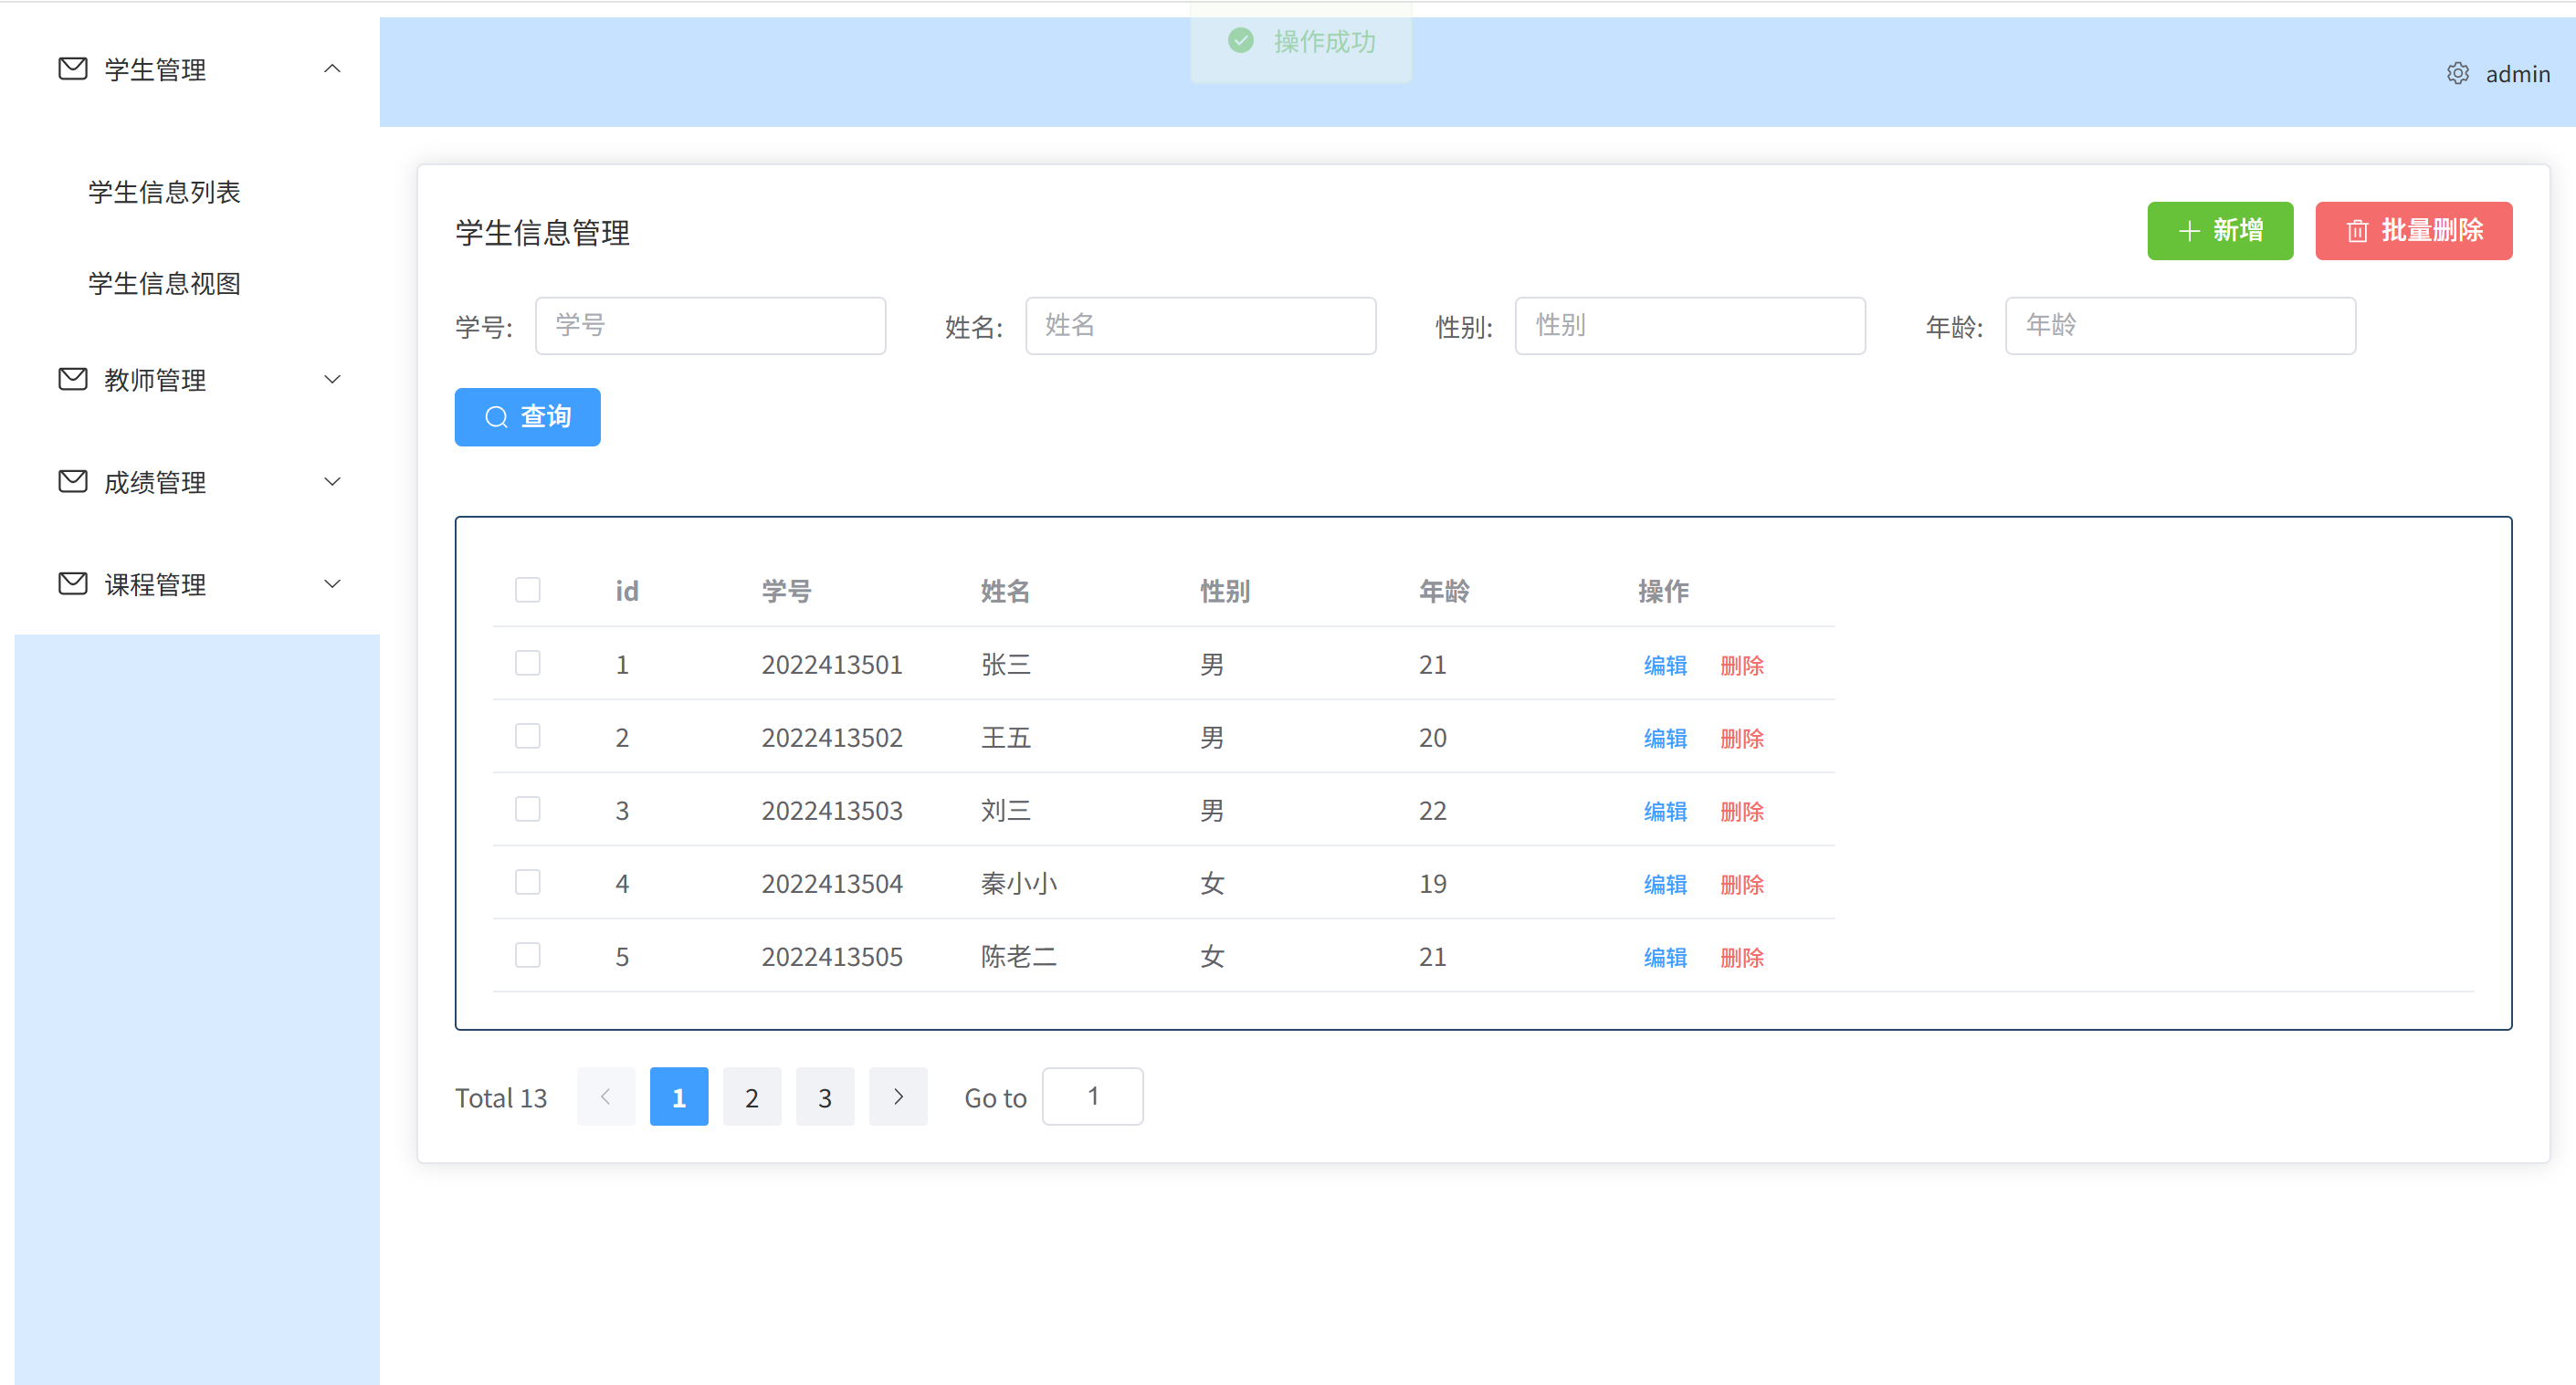 操作成功
admin
学生管理
学生信息列表
学生信息视图
教师管理
成绩管理
课程管理
学生信息管理
新增 批量删除
学号: 学号 姓名: 姓名 性别: 性别 年龄: 年龄
查询
id 学号 姓名 性别 年龄 操作
1 2022413501 张三 男 21 编辑 删除
2 2022413502 王五 男 20 编辑 删除
3 2022413503 刘三 男 22 编辑 删除
4 2022413504 秦小小 女 19 编辑 删除
5 2022413505 陈老二 女 21 编辑 删除
Total 13 1 2 3 Go to 1